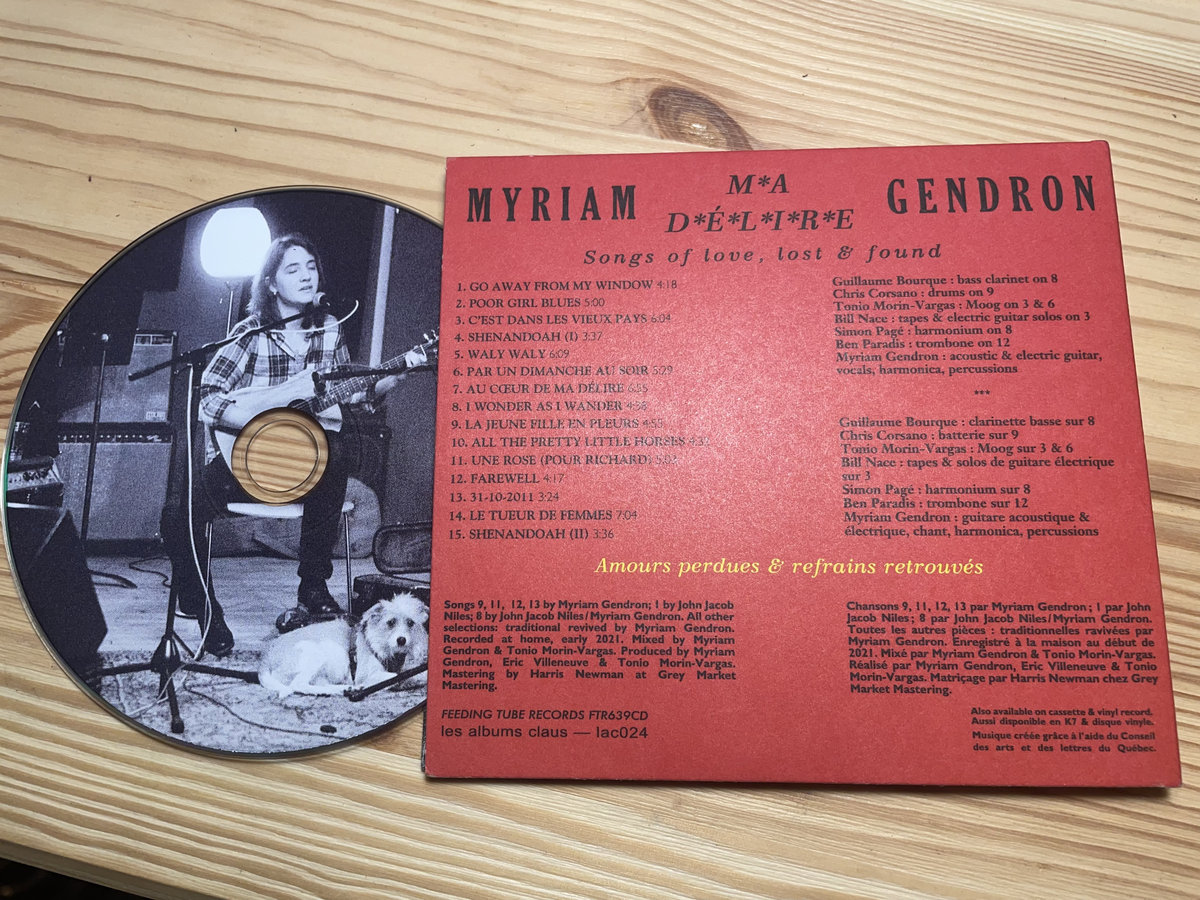 MYRIAM
M*A
D*É*L*I*R*E
GENDRON
Songs of love, lost & found
1. GO AWAY FROM MY WINDOW 4:18
2. POOR GIRL BLUES 5:00
3. C'EST DANS LES VIEUX PAYS 6:04
4. SHENANDOAH (I) 3:37
5. WALY WALY 6:09
6. PAR UN DIMANCHE AU SOIR 5:29
7. AU CŒUR DE MA DÉLIRE 6:55
8. I WONDER AS I WANDER
9. LA JEUNE FILLE EN PLEURS 4:55
10. ALL THE PRETTY LITTLE HORSES
11. UNE ROSE (POUR RICHARD)
12. FAREWELL 4:17
13. 31-10-2011 3:24
14. LE TUEUR DE FEMMES 7:04
15. SHENANDOAH (II) 3:36
Guillaume Bourque : bass clarinet on 8
Chris Corsano : drums on 9
Tonio Morin-Vargas : Moog on 3 & 6
Bill Nace : tapes & electric guitar solos on 3
Simon Pagé : harmonium on 8
Ben Paradis : trombone on 12
Myriam Gendron : acoustic & electric guitar,
vocals, harmonica, percussions
***
Guillaume Bourque : clarinette basse sur 8
Chris Corsano : batterie sur 9
Tonio Morin-Vargas : Moog sur 3 & 6
Bill Nace : tapes & solos de guitare électrique
sur 3
Simon Pagé : harmonium sur 8
Ben Paradis : trombone sur 12
Myriam Gendron : guitare acoustique &
électrique, chant, harmonica, percussions
Amours perdues & refrains retrouvés
Songs 9, 11, 12, 13 by Myriam Gendron; 1 by John Jacob
Niles; 8 by John Jacob Niles/Myriam Gendron. All other
selections: traditional revived by Myriam Gendron.
Recorded at home, early 2021. Mixed by Myriam
Gendron & Tonio Morin-Vargas. Produced by Myriam
Gendron, Eric Villeneuve & Tonio Morin-Vargas.
Mastering by Harris Newman at Grey Market
Mastering.
Chansons 9, 11, 12, 13 par Myriam Gendron ; 1 par John
Jacob Niles ; 8 par John Jacob Niles/Myriam Gendron.
Toutes les autres pièces : traditionnelles ravivées par
Myriam Gendron. Enregistré à la maison au début de
2021. Mixé par Myriam Gendron & Tonio Morin-Vargas.
Réalisé par Myriam Gendron, Eric Villeneuve & Tonio
Morin-Vargas. Matriçage par Harris Newman chez Grey
Market Mastering.
FEEDING TUBE RECORDS FTR639CD
les albums claus — lac024
Also available on cassette & vinyl record.
Aussi disponible en K7 & disque vinyle.
Musique créée grâce à l'aide du Conseil
des arts et des lettres du Québec.